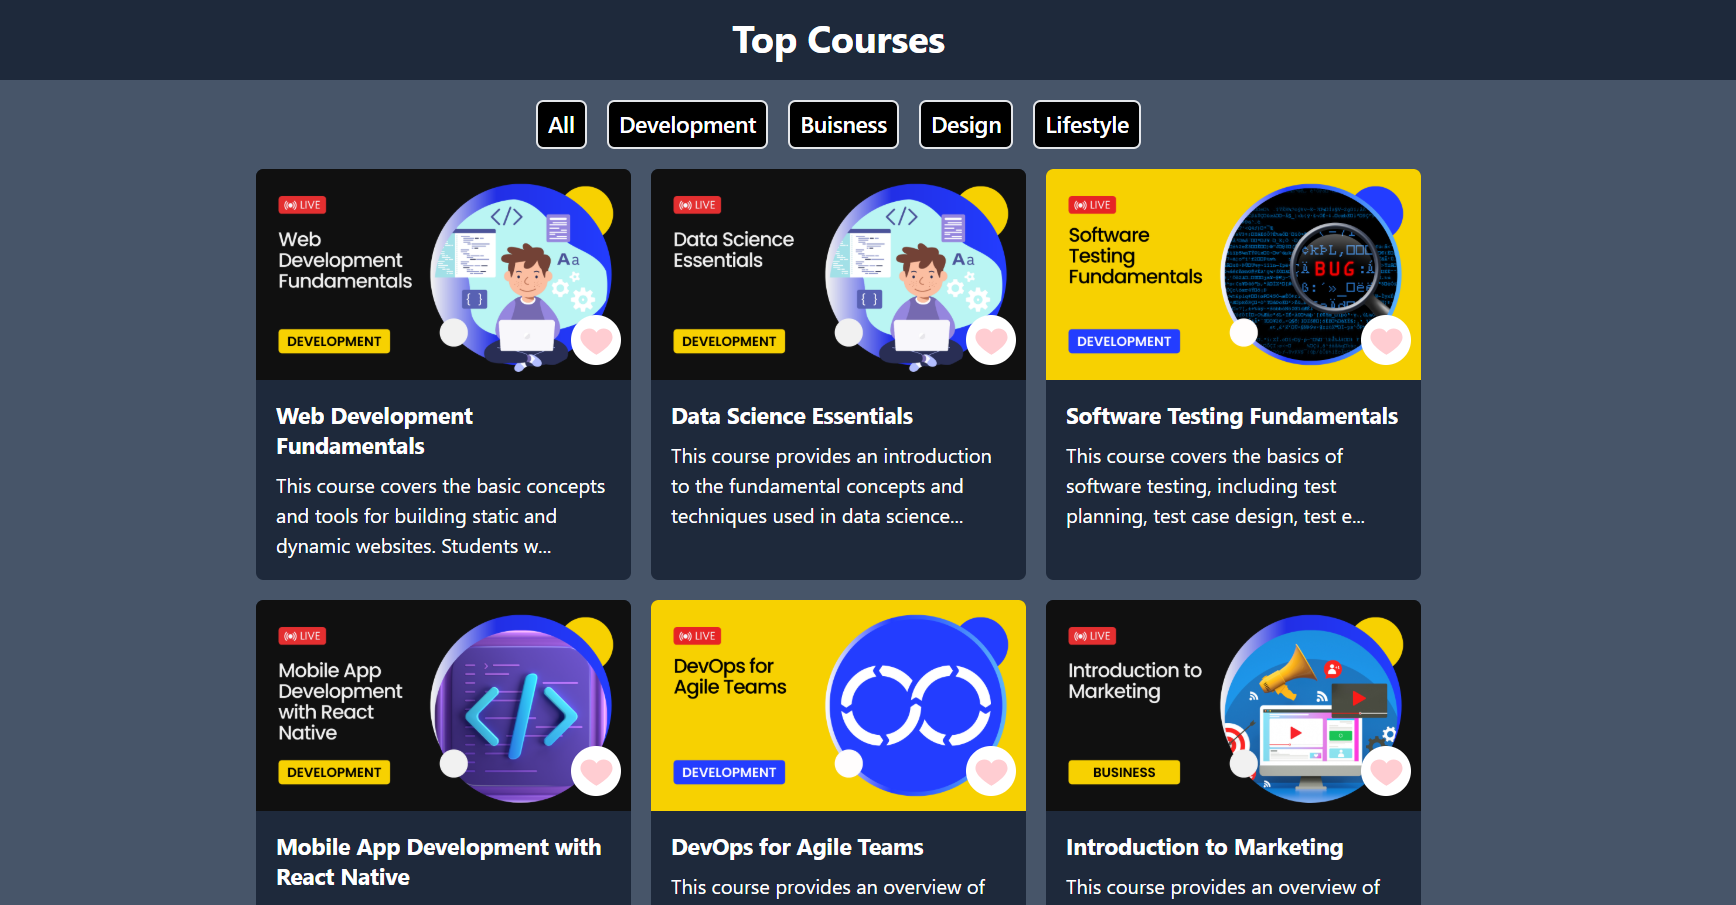 Top Courses
All
Development
Buisness
Design
Lifestyle
LIVE
Web
Development
Fundamentals
DEVELOPMENT
Aa
LIVE
Data Science
Essentials
DEVELOPMENT
Aa
LIVE
Software
Testing
Fundamentals
DEVELOPMENT
BUG
Web Development
Fundamentals
This course covers the basic concepts
and tools for building static and
dynamic websites. Students w...
Data Science Essentials
This course provides an introduction
to the fundamental concepts and
techniques used in data science...
Software Testing Fundamentals
This course covers the basics of
software testing, including test
planning, test case design, test e...
LIVE
Mobile App
Development
with React
Native
DEVELOPMENT
LIVE
DevOps for
Agile Teams
DEVELOPMENT
LIVE
Introduction to
Marketing
BUSINESS
Mobile App Development with
React Native
DevOps for Agile Teams
This course provides an overview of
Introduction to Marketing
This course provides an overview of